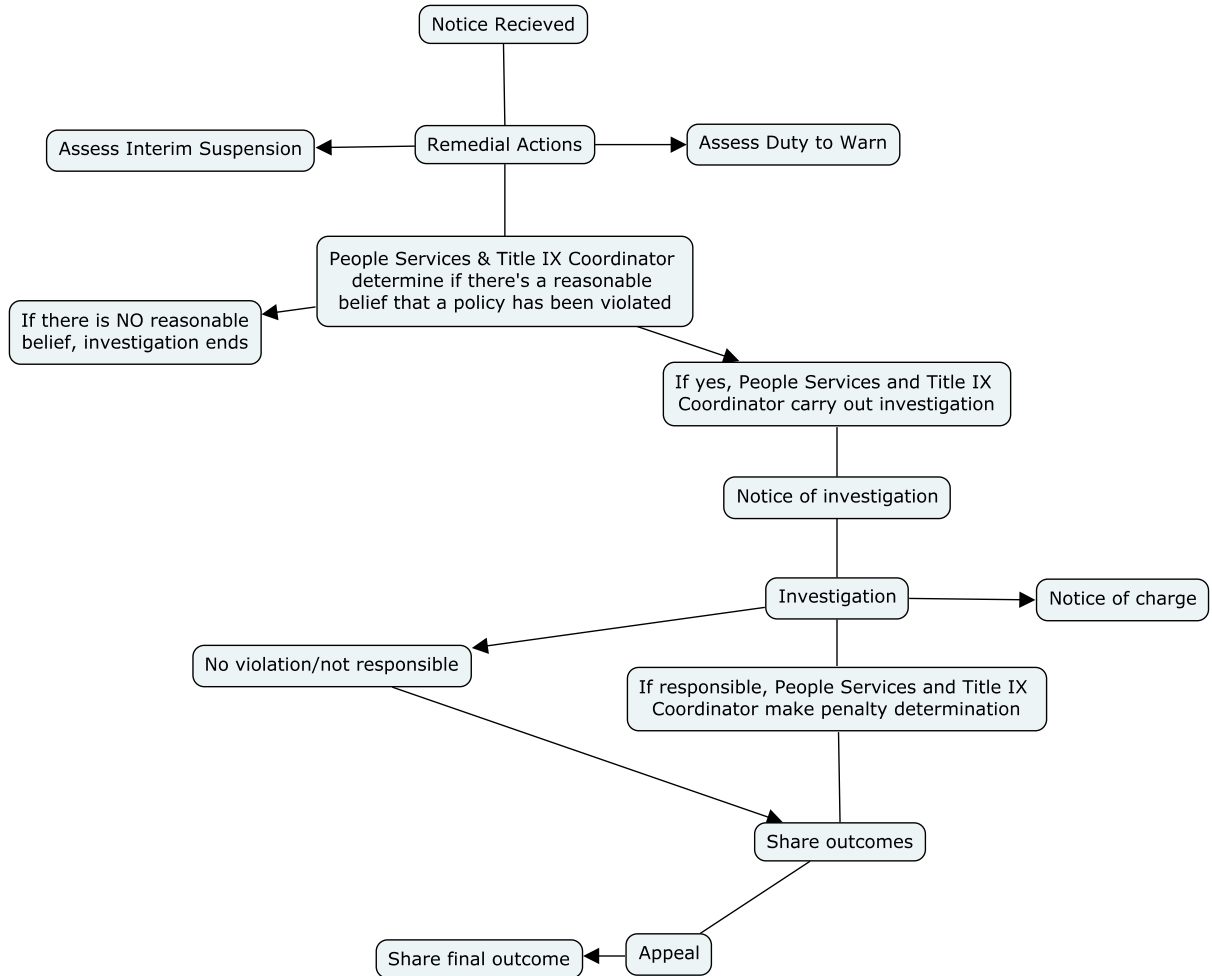 Notice Recieved
Assess Interim Suspension
Remedial Actions
Assess Duty to Warn
People Services & Title IX Coordinator
determine if there's a reasonable
belief that a policy has been violated
If there is NO reasonable
belief, investigation ends
If yes, People Services and Title IX
Coordinator carry out investigation
Notice of investigation
Investigation
Notice of charge
No violation/not responsible
If responsible, People Services and Title IX
Coordinator make penalty determination
Share outcomes
Share final outcome
Appeal